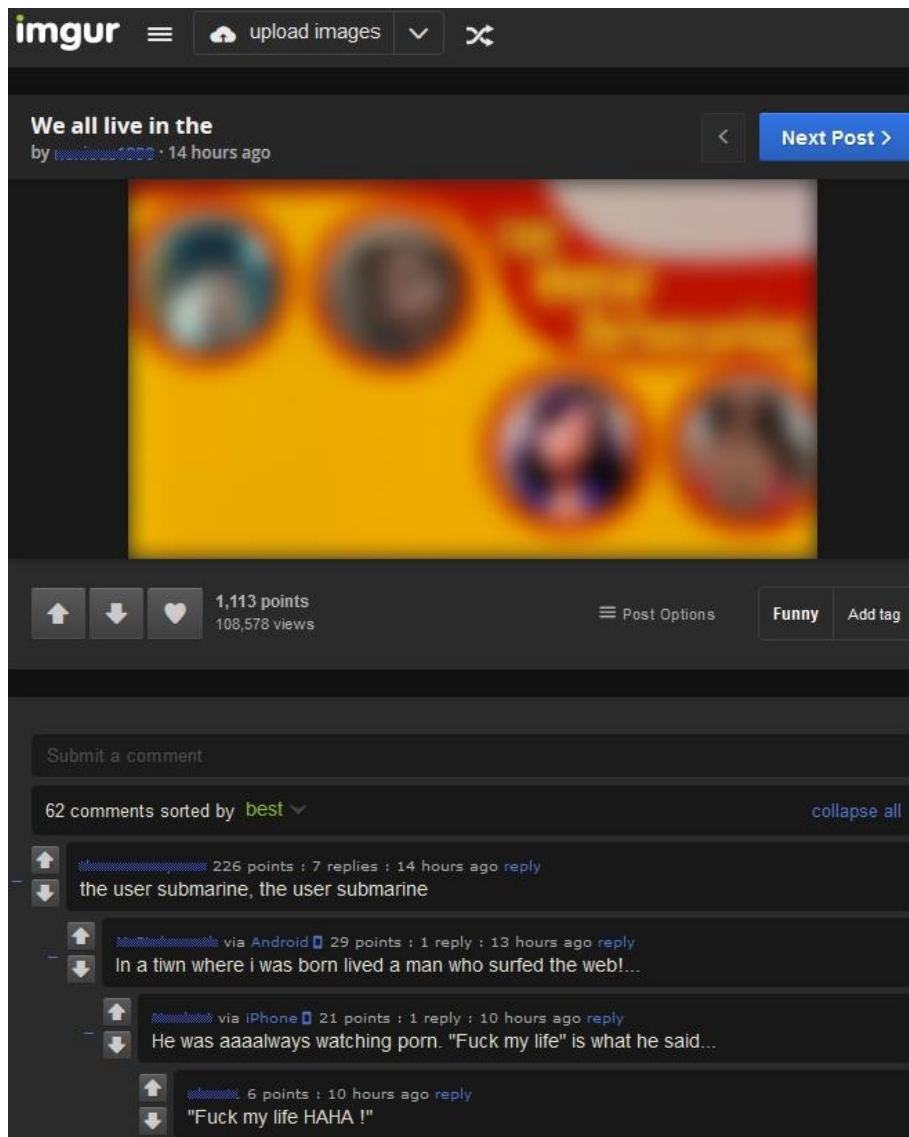 imgur
upload images
We all live in the
Next Post >
by · 14 hours ago
1,113 points
108,578 views
Post Options
Funny
Add tag
Submit a comment
62 comments sorted by best
collapse all
226 points : 7 replies : 14 hours ago reply
the user submarine, the user submarine
via Android 29 points : 1 reply : 13 hours ago reply
In a tiwn where i was born lived a man who surfed the web!...
via iPhone 21 points : 1 reply : 10 hours ago reply
He was aaaalways watching porn. "Fuck my life" is what he said...
6 points : 10 hours ago reply
"Fuck my life HAHA !"